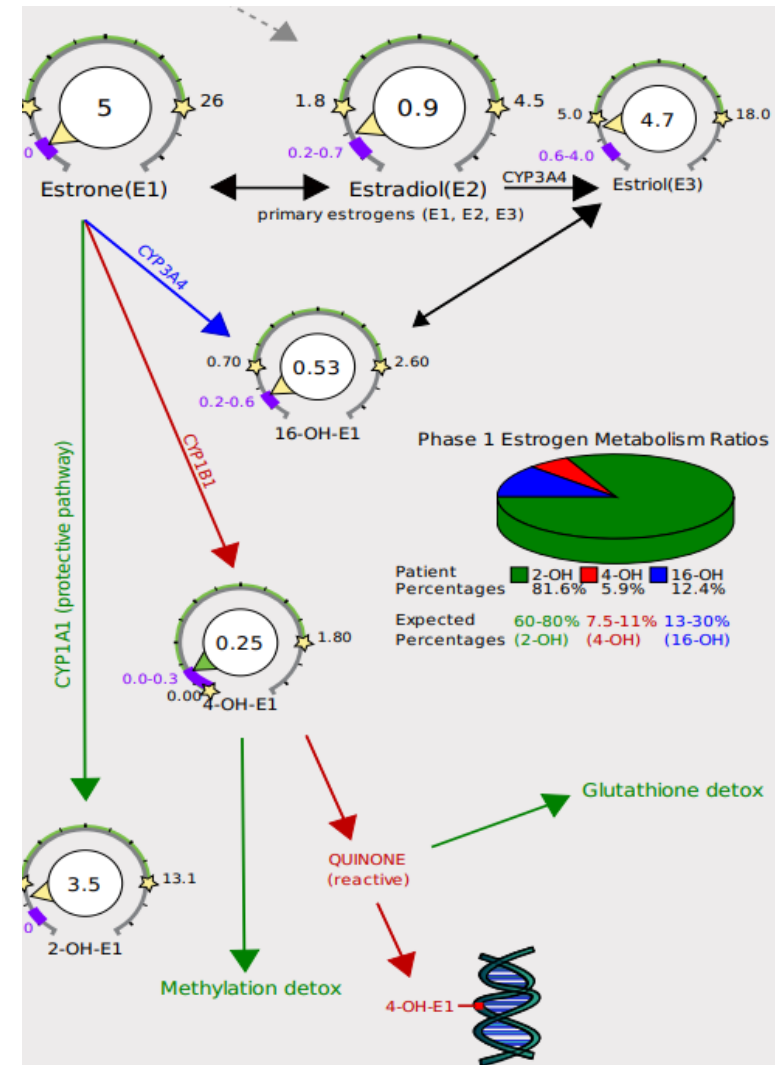 5
26
0
Estrone(E1)
1.8
0.9
4.5
0.2-0.7
Estradiol(E2)
CYP3A4
5.0
4.7
18.0
0.6-4.0
Estriol(E3)
primary estrogens (E1, E2, E3)
CYP3A4
0.70
0.53
2.60
0.2-0.6
16-OH-E1
CYP1B1
CYP1A1 (protective pathway)
Phase 1 Estrogen Metabolism Ratios
Patient Percentages
2-OH 4-OH 16-OH
81.6% 5.9% 12.4%
Expected Percentages
60-80% 7.5-11% 13-30%
(2-OH) (4-OH) (16-OH)
0.25
1.80
0.0-0.3
0.00
4-OH-E1
3.5
13.1
0
2-OH-E1
Methylation detox
QUINONE
(reactive)
Glutathione detox
4-OH-E1